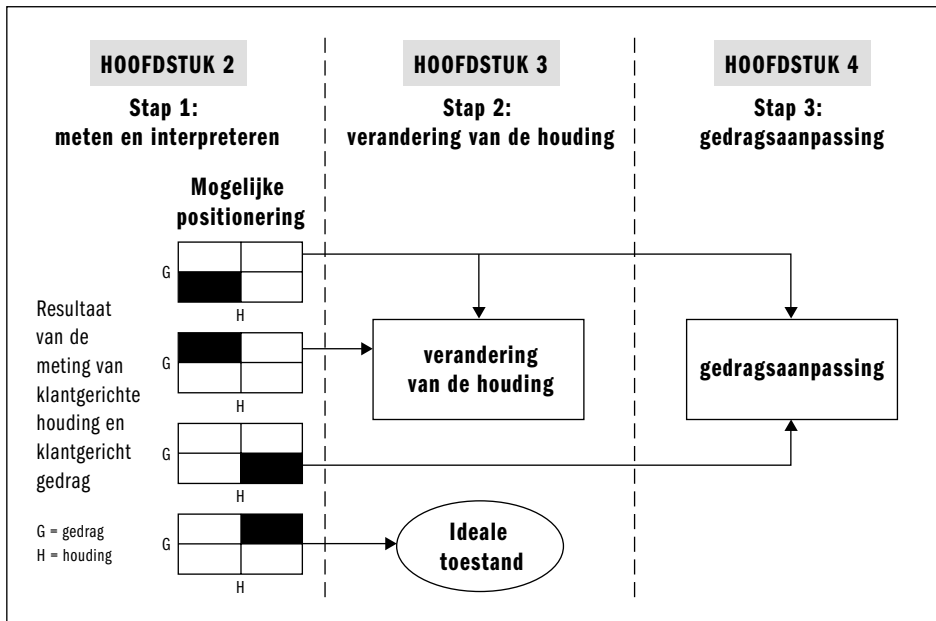 HOOFDSTUK 2
Stap 1:
meten en interpreteren
HOOFDSTUK 3
Stap 2:
verandering van de houding
HOOFDSTUK 4
Stap 3:
gedragsaanpassing
Mogelijke
positionering
G
H
G
H
G
H
G
H
Resultaat
van de
meting van
klantgerichte
houding en
klantgericht
gedrag
G = gedrag
H = houding
verandering
van de houding
gedragsaanpassing
Ideale
toestand